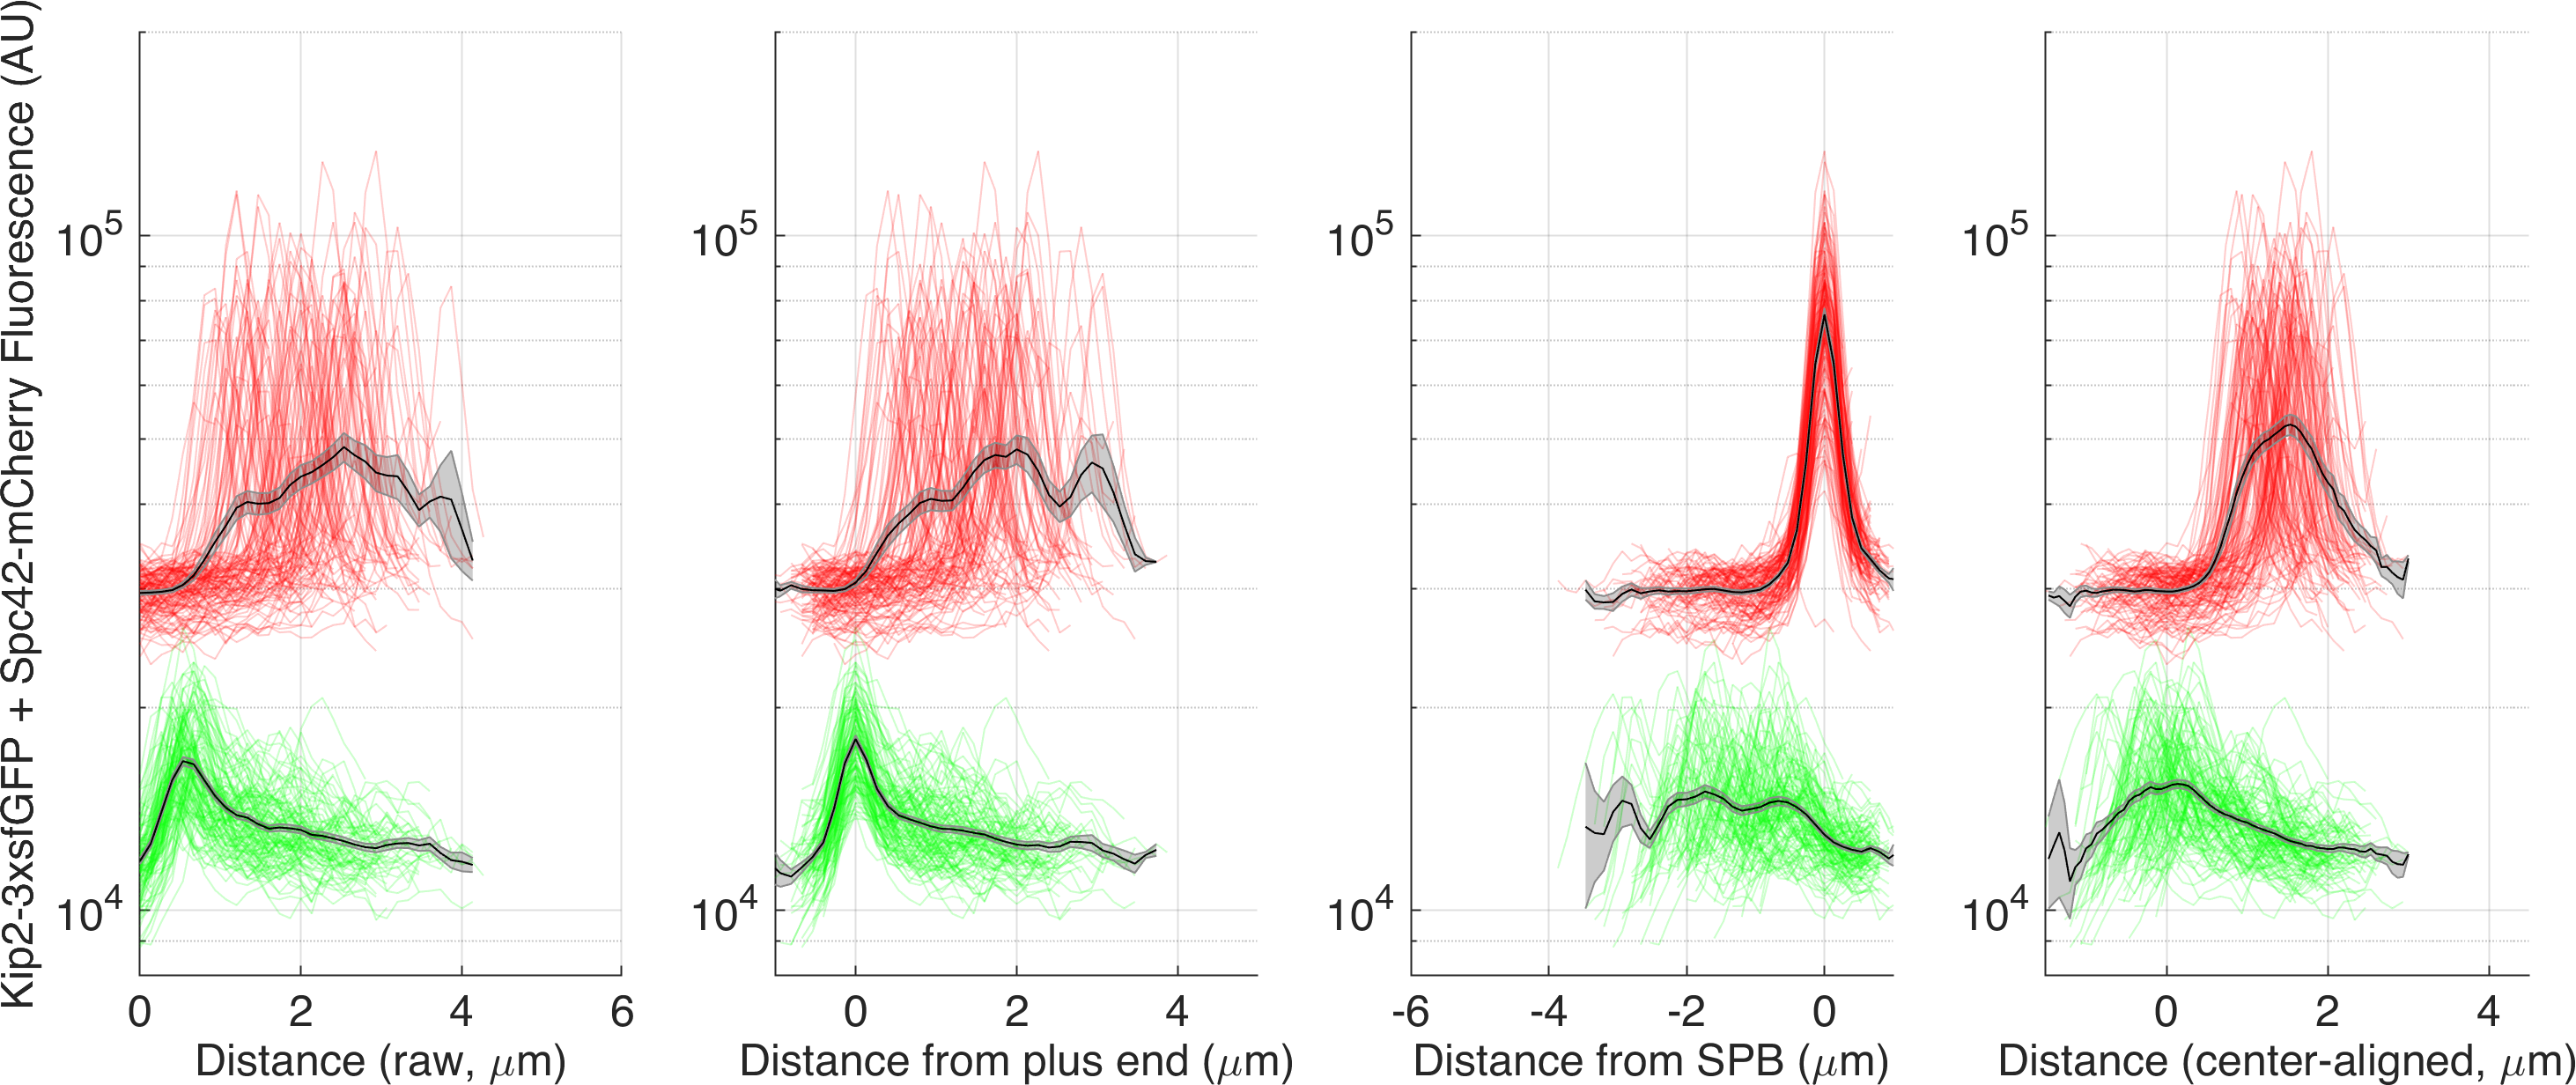 Kip2-3xsfGFP + Spc42-mCherry Fluorescence (AU)
10^5
10^4
0 2 4 6
Distance (raw, μm)
10^5
10^4
0 2 4
Distance from plus end (μm)
10^5
10^4
-6 -4 -2 0
Distance from SPB (μm)
10^5
10^4
0 2 4
Distance (center-aligned, μm)